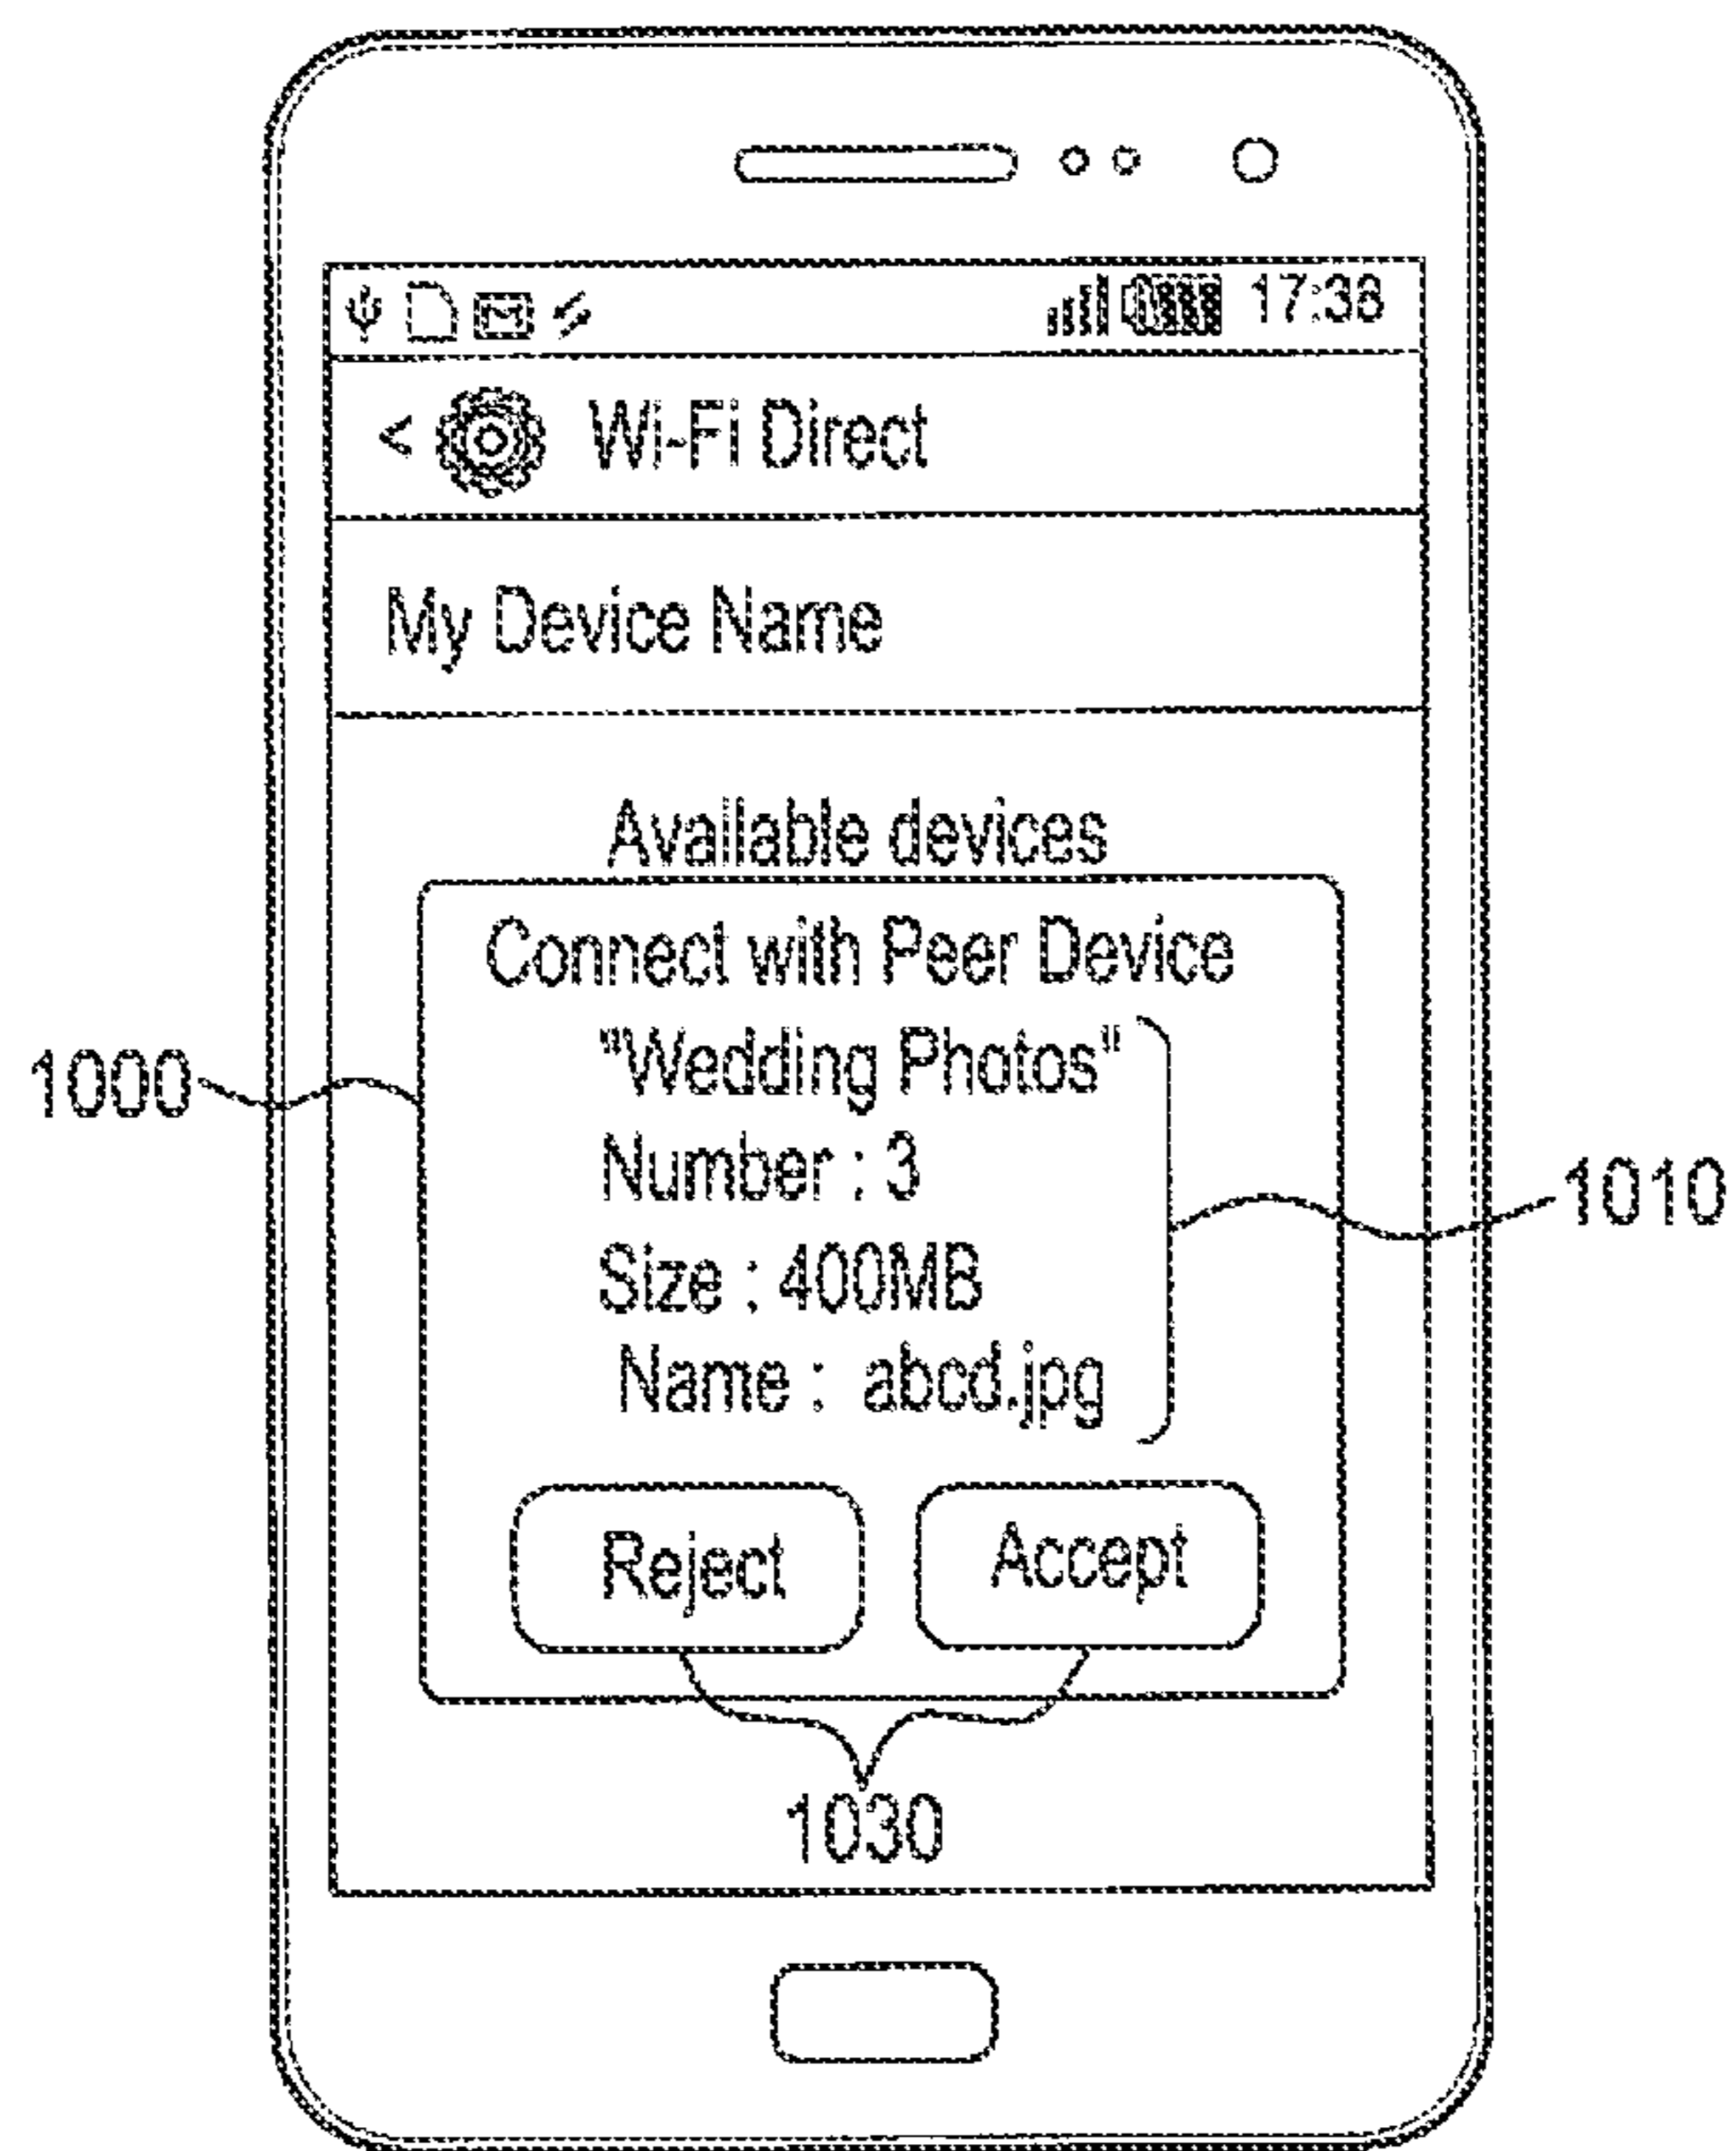 17:38
< Wi-Fi Direct
My Device Name
Available devices
Connect with Peer Device
"Wedding Photos"
1000
Number : 3
1010
Size : 400MB
Name : abcd.jpg
Reject Accept
1030